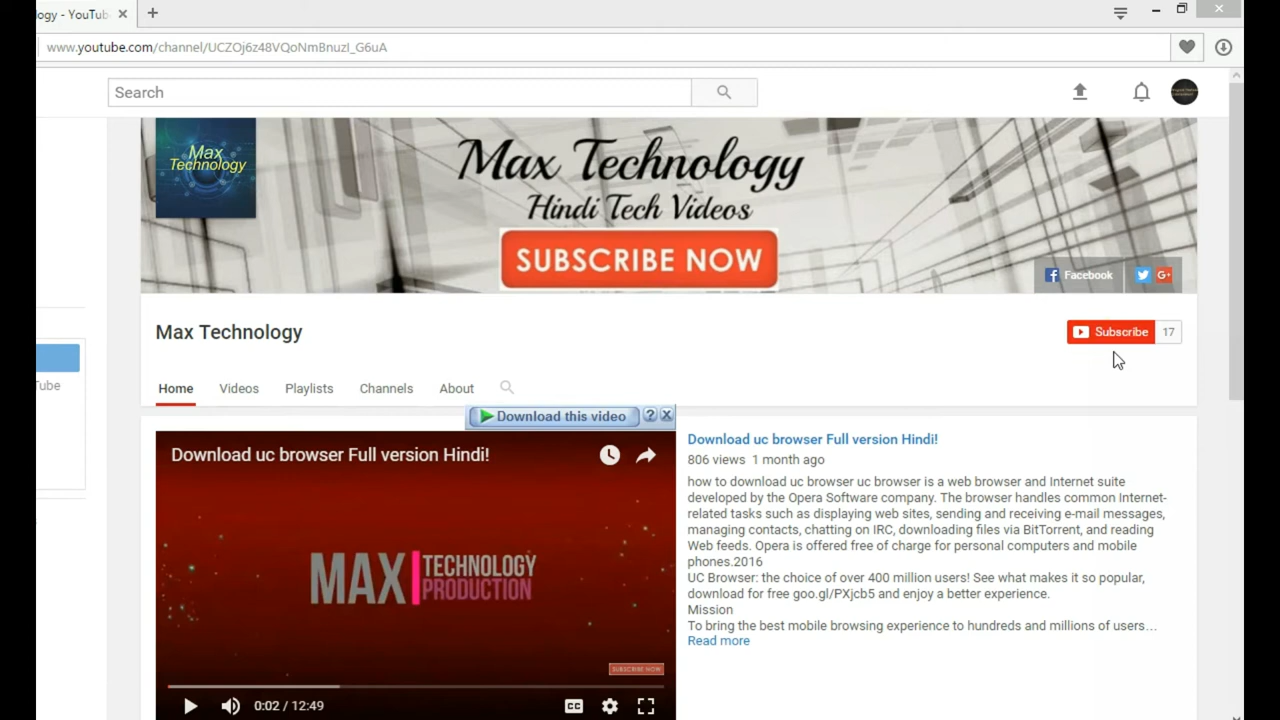 ogy - YouTub
www.youtube.com/channel/UCZOj6z48VQoNmBnuzI_G6uA
Search
Max
Technology
Max Technology
Hindi Tech Videos
SUBSCRIBE NOW
Facebook
G+
Max Technology
Subscribe 17
Home Videos Playlists Channels About
ube
Download this video ?
Download uc browser Full version Hindi!
MAX TECHNOLOGY
PRODUCTION
SUBSCRIBE NOW
0:02 / 12:49
CC
Download uc browser Full version Hindi!
806 views 1 month ago
how to download uc browser uc browser is a web browser and Internet suite
developed by the Opera Software company. The browser handles common Internet-
related tasks such as displaying web sites, sending and receiving e-mail messages,
managing contacts, chatting on IRC, downloading files via BitTorrent, and reading
Web feeds. Opera is offered free of charge for personal computers and mobile
phones.2016
UC Browser: the choice of over 400 million users! See what makes it so popular,
download for free goo.gl/PXjcb5 and enjoy a better experience.
Mission
To bring the best mobile browsing experience to hundreds and millions of users...
Read more